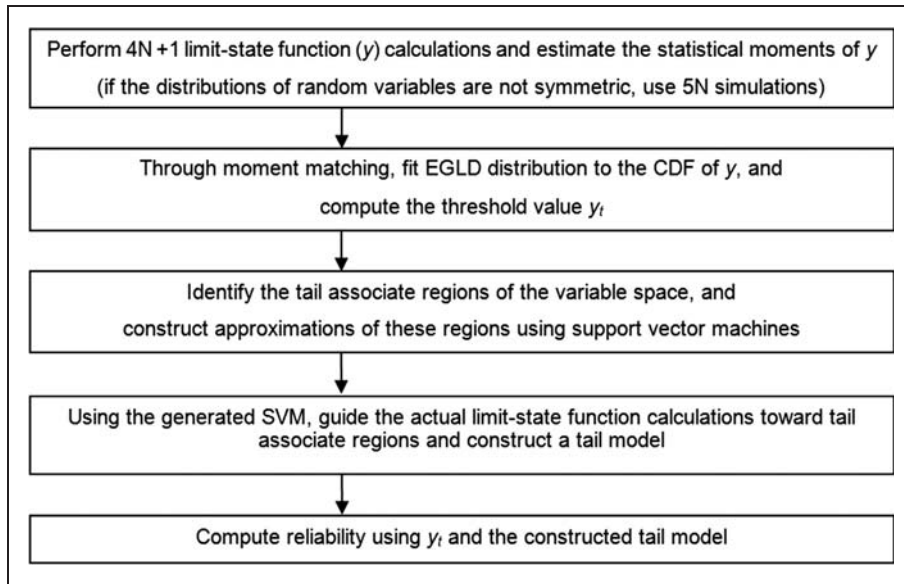 Perform 4N +1 limit-state function (y) calculations and estimate the statistical moments of y
(if the distributions of random variables are not symmetric, use 5N simulations)
Through moment matching, fit EGLD distribution to the CDF of y, and
compute the threshold value yt
Identify the tail associate regions of the variable space, and
construct approximations of these regions using support vector machines
Using the generated SVM, guide the actual limit-state function calculations toward tail
associate regions and construct a tail model
Compute reliability using yt and the constructed tail model